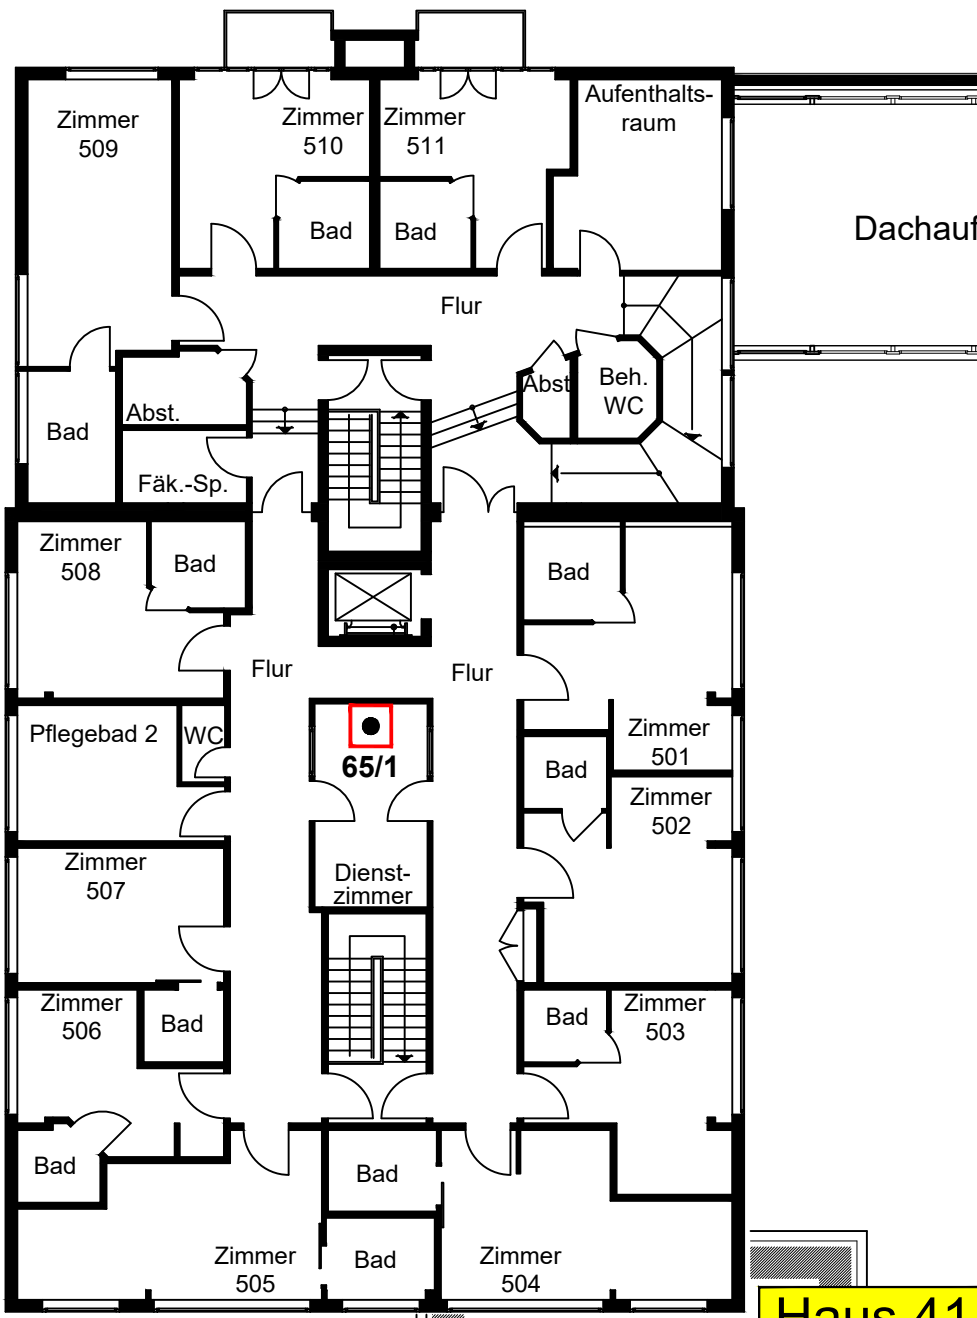 Zimmer
509
Zimmer
510
Zimmer
511
Aufenthalts-
raum
Bad
Bad
Dachauf
Flur
Abst.
Bad
Fäk.-Sp.
Abst
Beh.
WC
Zimmer
508
Bad
Bad
Flur
Flur
Pflegebad 2
WC
65/1
Zimmer
501
Bad
Zimmer
502
Zimmer
507
Dienst-
zimmer
Zimmer
506
Bad
Bad
Zimmer
503
Bad
Bad
Zimmer
505
Bad
Zimmer
504
Haus 41